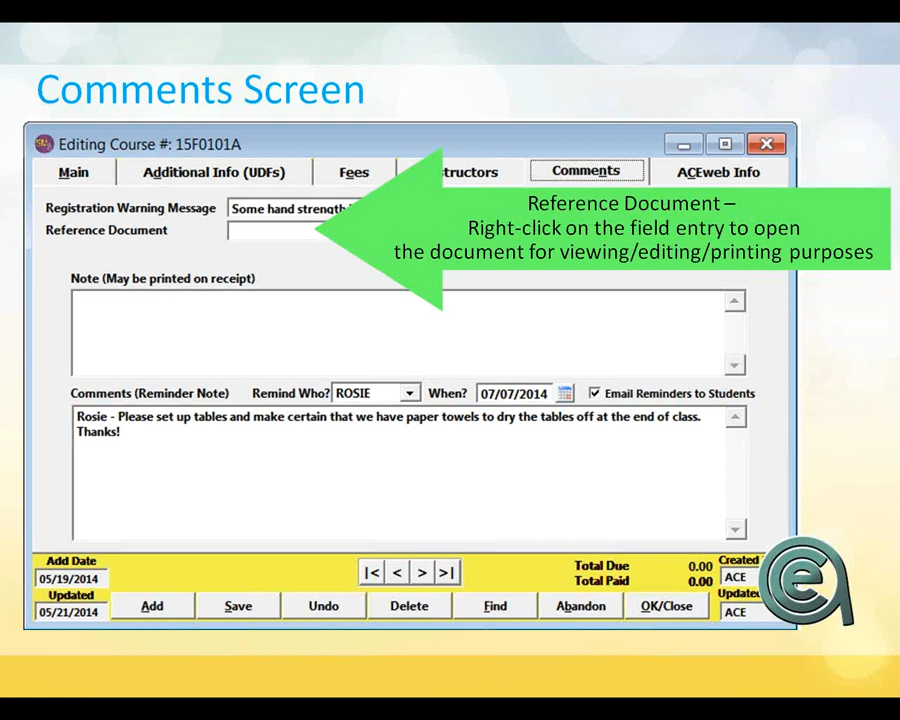 Comments Screen
Editing Course #: 15F0101A
Main Additional Info (UDFs) Fees structors Comments ACEweb Info
Registration Warning Message Some hand strength
Reference Document
Reference Document –
Right-click on the field entry to open
the document for viewing/editing/printing purposes
Note (May be printed on receipt)
Comments (Reminder Note) Remind Who? ROSIE When? 07/07/2014 Email Reminders to Students
Rosie - Please set up tables and make certain that we have paper towels to dry the tables off at the end of class.
Thanks!
Add Date
05/19/2014
Updated
05/21/2014
|< < > >|
Total Due 0.00
Total Paid 0.00
Created
ACE
Update
ACE
Add Save Undo Delete Find Abandon OK/Close